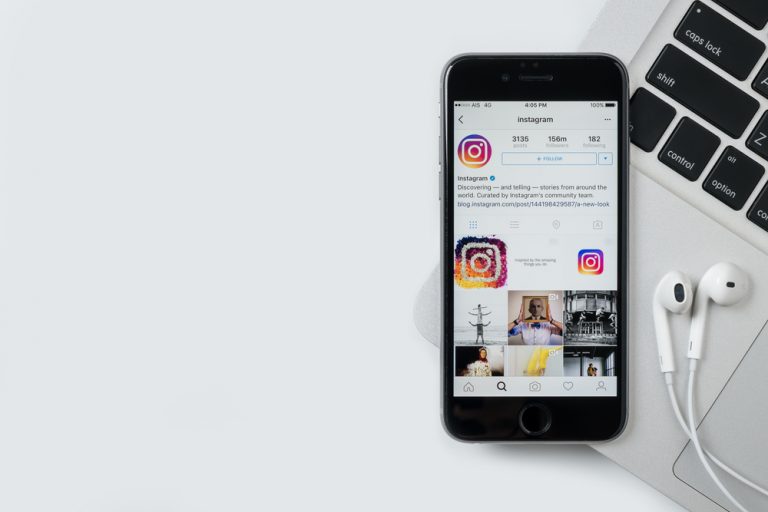 AIS 4G 4:05 PM 100%
instagram
3135 156m 182
posts followers following
+ FOLLOW
Instagram
Discovering — and telling — stories from around the
world. Curated by Instagram's community team.
blog.instagram.com/post/144198429587/a-new-look
Inspired by the amazing
things you do.
caps lock
shift
control
alt
option
A
Z